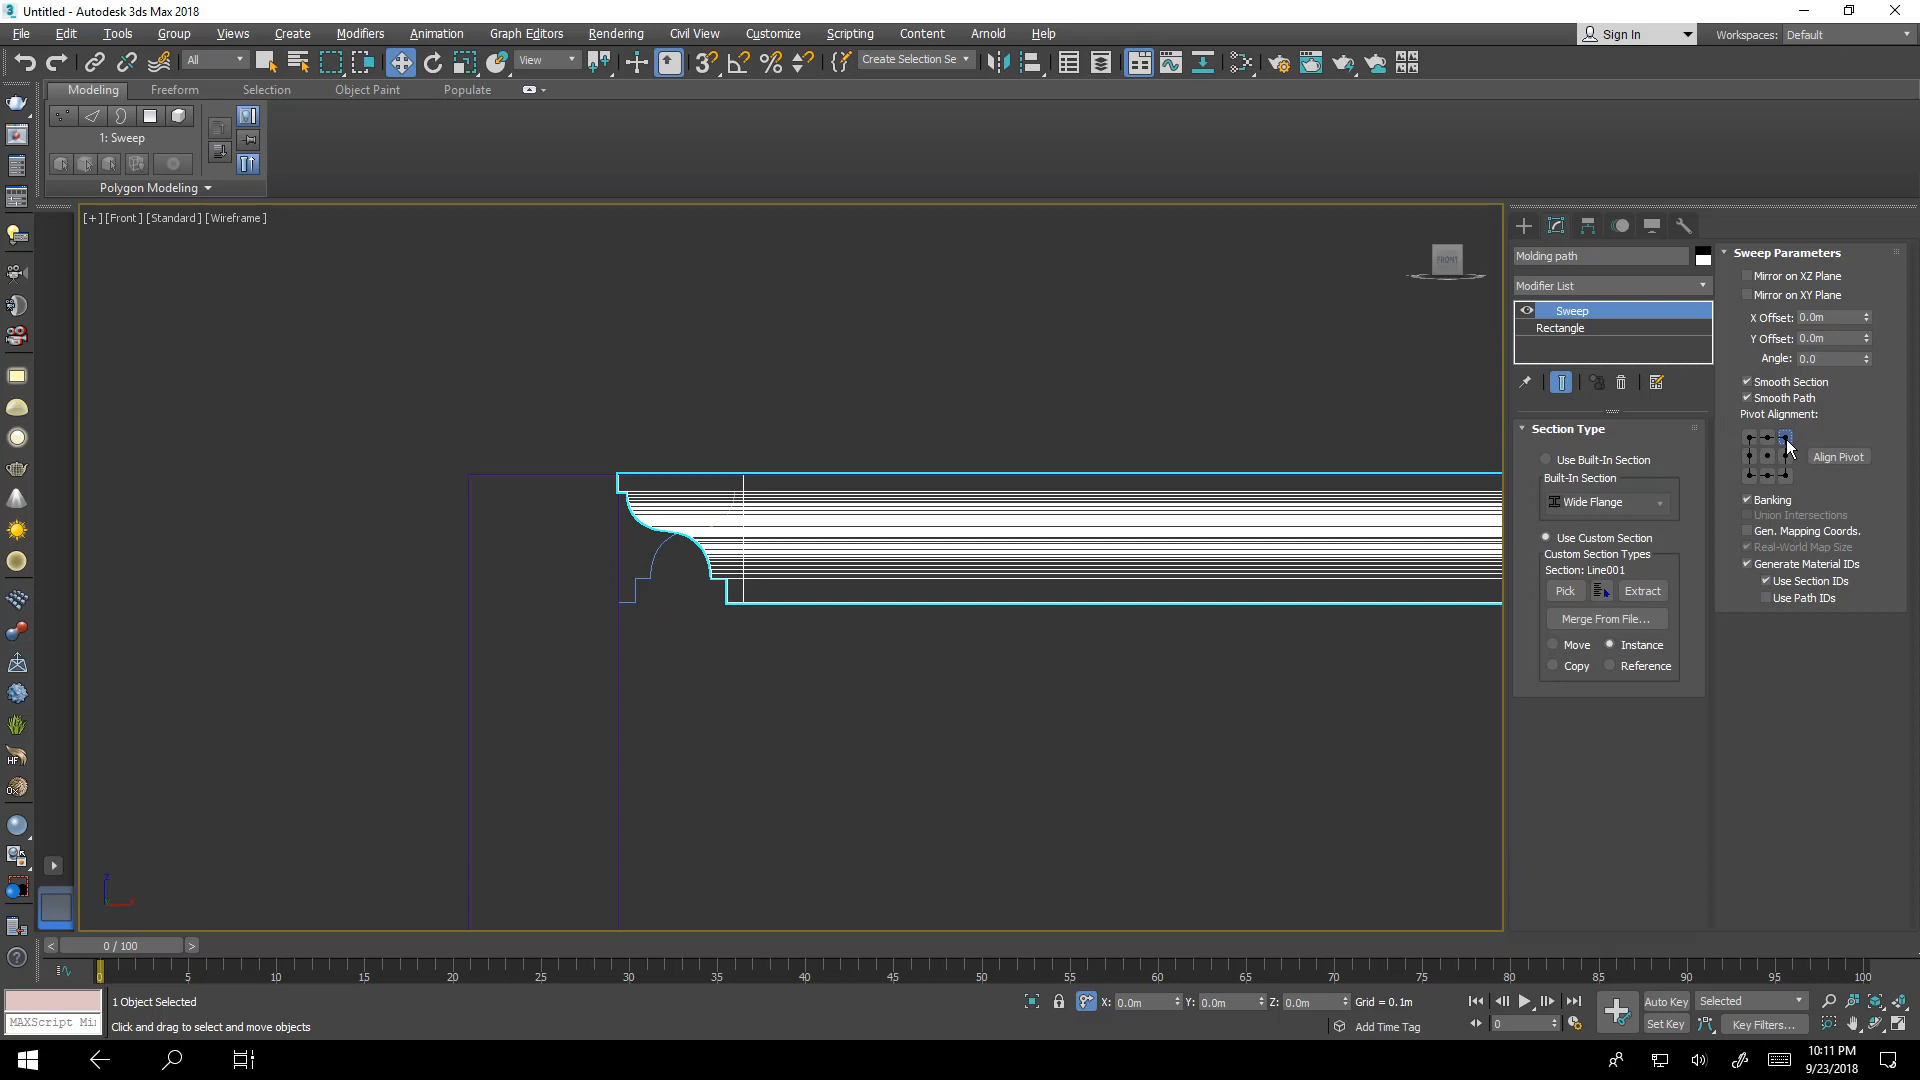 Untitled - Autodesk 3ds Max 2018
File Edit Tools Group Views Create Modifiers Animation Graph Editors Rendering Civil View Customize Scripting Content Arnold Help
Sign In
Workspaces: Default
All
View
Create Selection Se
Modeling Freeform Selection Object Paint Populate
1: Sweep
Polygon Modeling
[+] [Front] [Standard] [Wireframe]
FRONT
Molding path
Modifier List
Sweep
Rectangle
Section Type
Use Built-In Section
Built-In Section
Wide Flange
Use Custom Section
Custom Section Types
Section: Line001
Pick Extract
Merge From File...
Move Instance
Copy Reference
Sweep Parameters
Mirror on XZ Plane
Mirror on XY Plane
X Offset: 0.0m
Y Offset: 0.0m
Angle: 0.0
Smooth Section
Smooth Path
Pivot Alignment:
Align Pivot
Banking
Union Intersections
Gen. Mapping Coords.
Real-World Map Size
Generate Material IDs
Use Section IDs
Use Path IDs
z
< 0 / 100 >
0 5 10 15 20 25 30 35 40 45 50 55 60 65 70 75 80 85 90 95 100
1 Object Selected
X: 0.0m Y: 0.0m Z: 0.0m Grid = 0.1m
Auto Key Selected
MAXScript Mi
Click and drag to select and move objects
Add Time Tag
0
Set Key Key Filters...
10:11 PM
9/23/2018